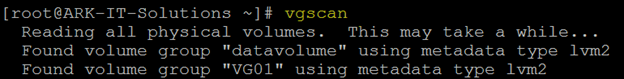 [root@ARK-IT-Solutions ~]# vgscan
Reading all physical volumes.  This may take a while...
Found volume group "datavolume" using metadata type lvm2
Found volume group "VG01" using metadata type lvm2